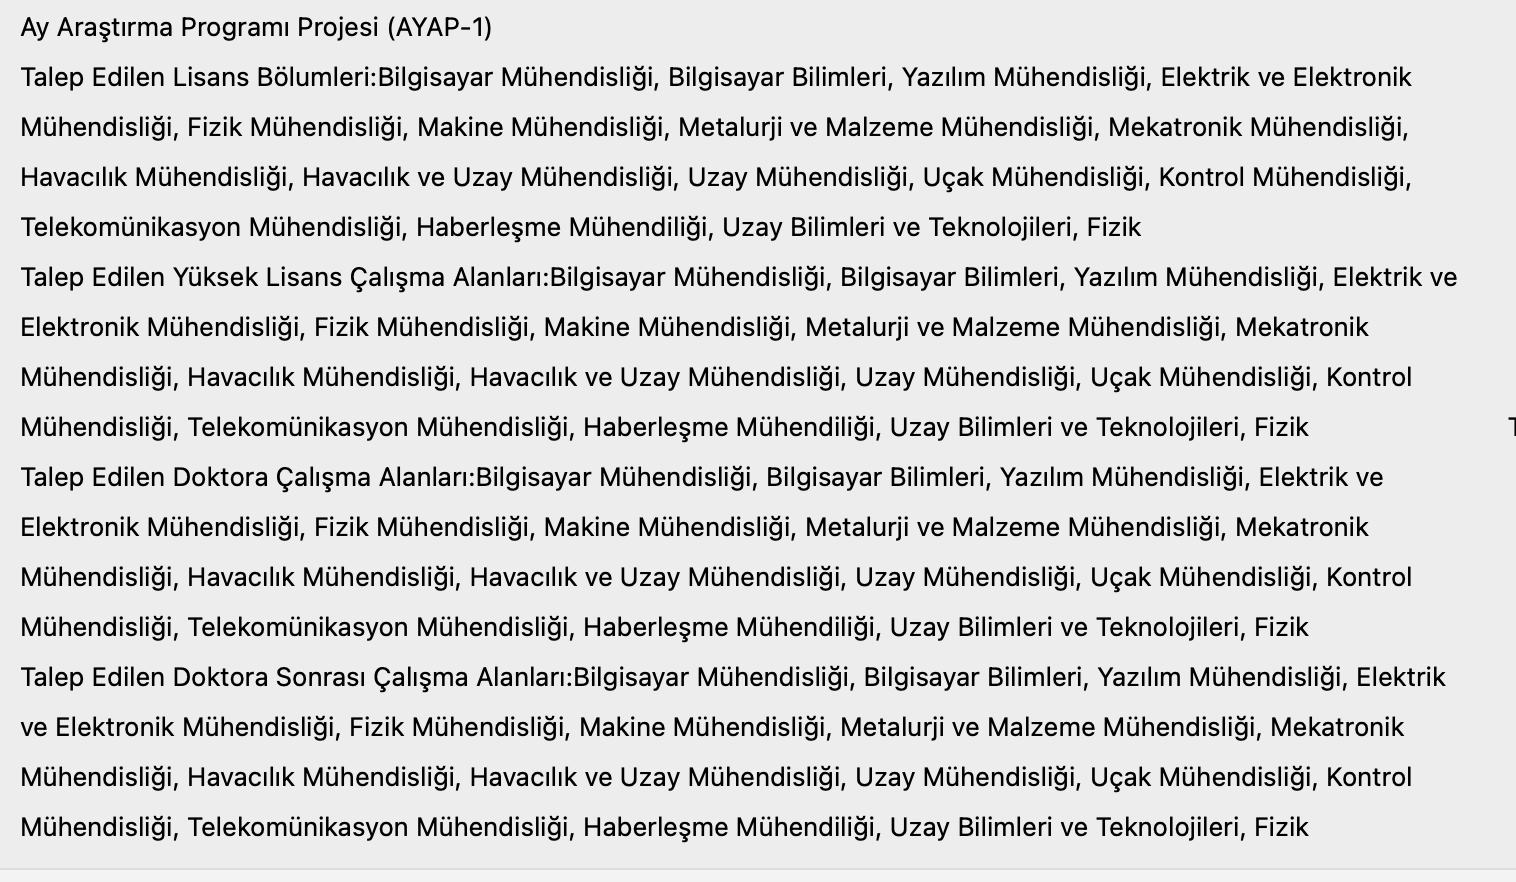 Ay Araştırma Programı Projesi (AYAP-1)
Talep Edilen Lisans Bölumleri:Bilgisayar Mühendisliği, Bilgisayar Bilimleri, Yazılım Mühendisliği, Elektrik ve Elektronik
Mühendisliği, Fizik Mühendisliği, Makine Mühendisliği, Metalurji ve Malzeme Mühendisliği, Mekatronik Mühendisliği,
Havacılık Mühendisliği, Havacılık ve Uzay Mühendisliği, Uzay Mühendisliği, Uçak Mühendisliği, Kontrol Mühendisliği,
Telekomünikasyon Mühendisliği, Haberleşme Mühendiliği, Uzay Bilimleri ve Teknolojileri, Fizik
Talep Edilen Yüksek Lisans Çalışma Alanları:Bilgisayar Mühendisliği, Bilgisayar Bilimleri, Yazılım Mühendisliği, Elektrik ve
Elektronik Mühendisliği, Fizik Mühendisliği, Makine Mühendisliği, Metalurji ve Malzeme Mühendisliği, Mekatronik
Mühendisliği, Havacılık Mühendisliği, Havacılık ve Uzay Mühendisliği, Uzay Mühendisliği, Uçak Mühendisliği, Kontrol
Mühendisliği, Telekomünikasyon Mühendisliği, Haberleşme Mühendiliği, Uzay Bilimleri ve Teknolojileri, Fizik
Talep Edilen Doktora Çalışma Alanları:Bilgisayar Mühendisliği, Bilgisayar Bilimleri, Yazılım Mühendisliği, Elektrik ve
Elektronik Mühendisliği, Fizik Mühendisliği, Makine Mühendisliği, Metalurji ve Malzeme Mühendisliği, Mekatronik
Mühendisliği, Havacılık Mühendisliği, Havacılık ve Uzay Mühendisliği, Uzay Mühendisliği, Uçak Mühendisliği, Kontrol
Mühendisliği, Telekomünikasyon Mühendisliği, Haberleşme Mühendiliği, Uzay Bilimleri ve Teknolojileri, Fizik
Talep Edilen Doktora Sonrası Çalışma Alanları:Bilgisayar Mühendisliği, Bilgisayar Bilimleri, Yazılım Mühendisliği, Elektrik
ve Elektronik Mühendisliği, Fizik Mühendisliği, Makine Mühendisliği, Metalurji ve Malzeme Mühendisliği, Mekatronik
Mühendisliği, Havacılık Mühendisliği, Havacılık ve Uzay Mühendisliği, Uzay Mühendisliği, Uçak Mühendisliği, Kontrol
Mühendisliği, Telekomünikasyon Mühendisliği, Haberleşme Mühendiliği, Uzay Bilimleri ve Teknolojileri, Fizik